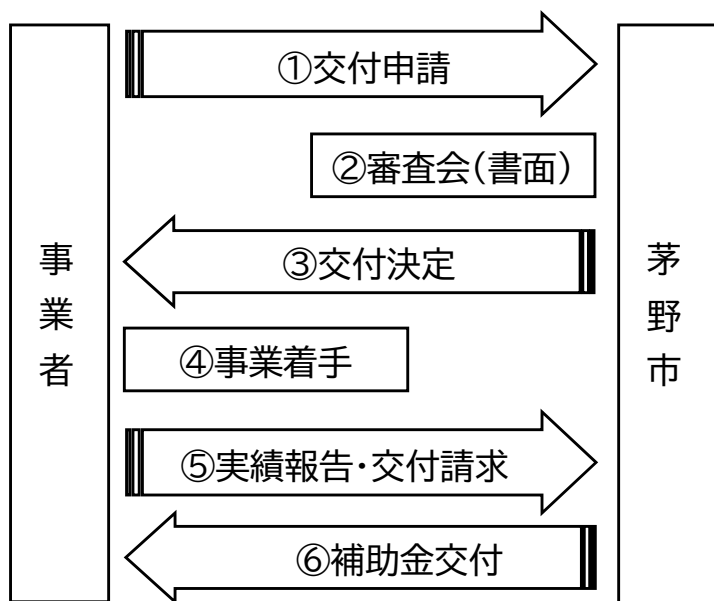 ①交付申請
②審査会(書面)
③交付決定
事業者
茅野市
④事業着手
⑤実績報告・交付請求
⑥補助金交付